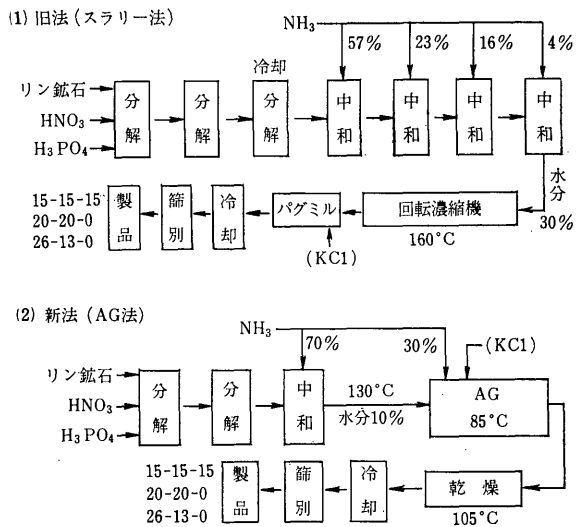 (1) 旧法(スラリー法)
NH₃
57% 23% 16% 4%
冷却
リン鉱石
HNO₃
H₃PO₄
分解 分解 分解 中和 中和 中和 中和
水分
30%
15-15-15
20-20-0
26-13-0
製品 篩別 冷却 パグミル 回転濃縮機
160°C
(KC1)
(2) 新法(AG法)
NH₃
70% 30% (KC1)
リン鉱石
HNO₃
H₃PO₄
分解 分解 中和
130°C
水分10%
AG
85°C
15-15-15
20-20-0
26-13-0
製品 篩別 冷却 乾燥
105°C